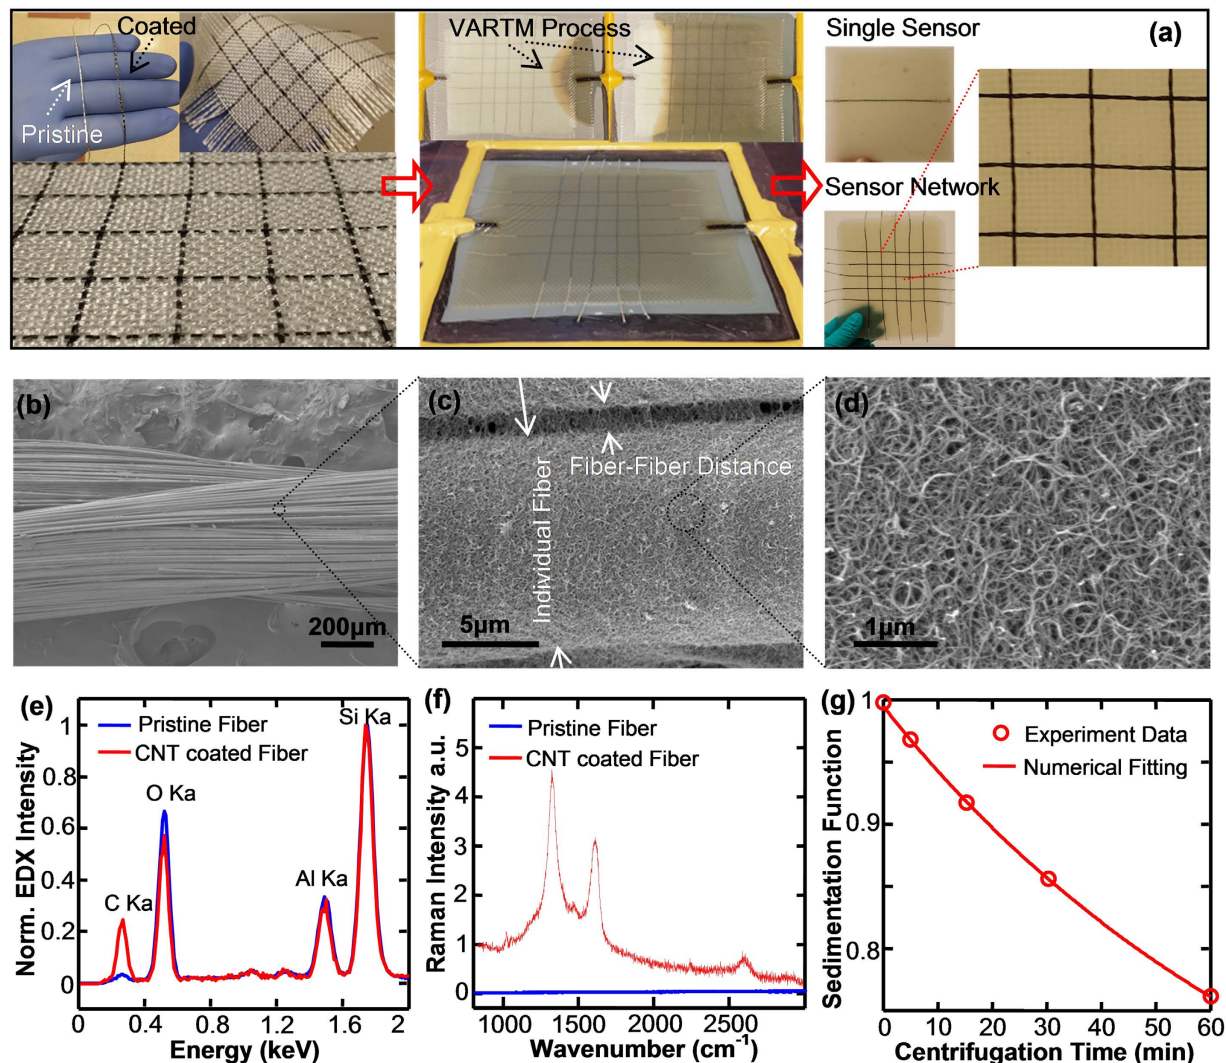 Coated
Pristine
VARTM Process
Single Sensor
(a)
Sensor Network
(b)
200μm
(c)
Fiber-Fiber Distance
Individual Fiber
5μm
(d)
1μm
(e)
Pristine Fiber
CNT coated Fiber
Si Ka
O Ka
Al Ka
C Ka
Norm. EDX Intensity
1
0.8
0.6
0.4
0.2
0
0 0.4 0.8 1.2 1.6 2
Energy (keV)
(f)
Pristine Fiber
CNT coated Fiber
Raman Intensity a.u.
5
4
3
2
1
0
1000 1500 2000 2500
Wavenumber (cm⁻¹)
(g)
Experiment Data
Numerical Fitting
Sedimentation Function
1
0.9
0.8
0 10 20 30 40 50 60
Centrifugation Time (min)